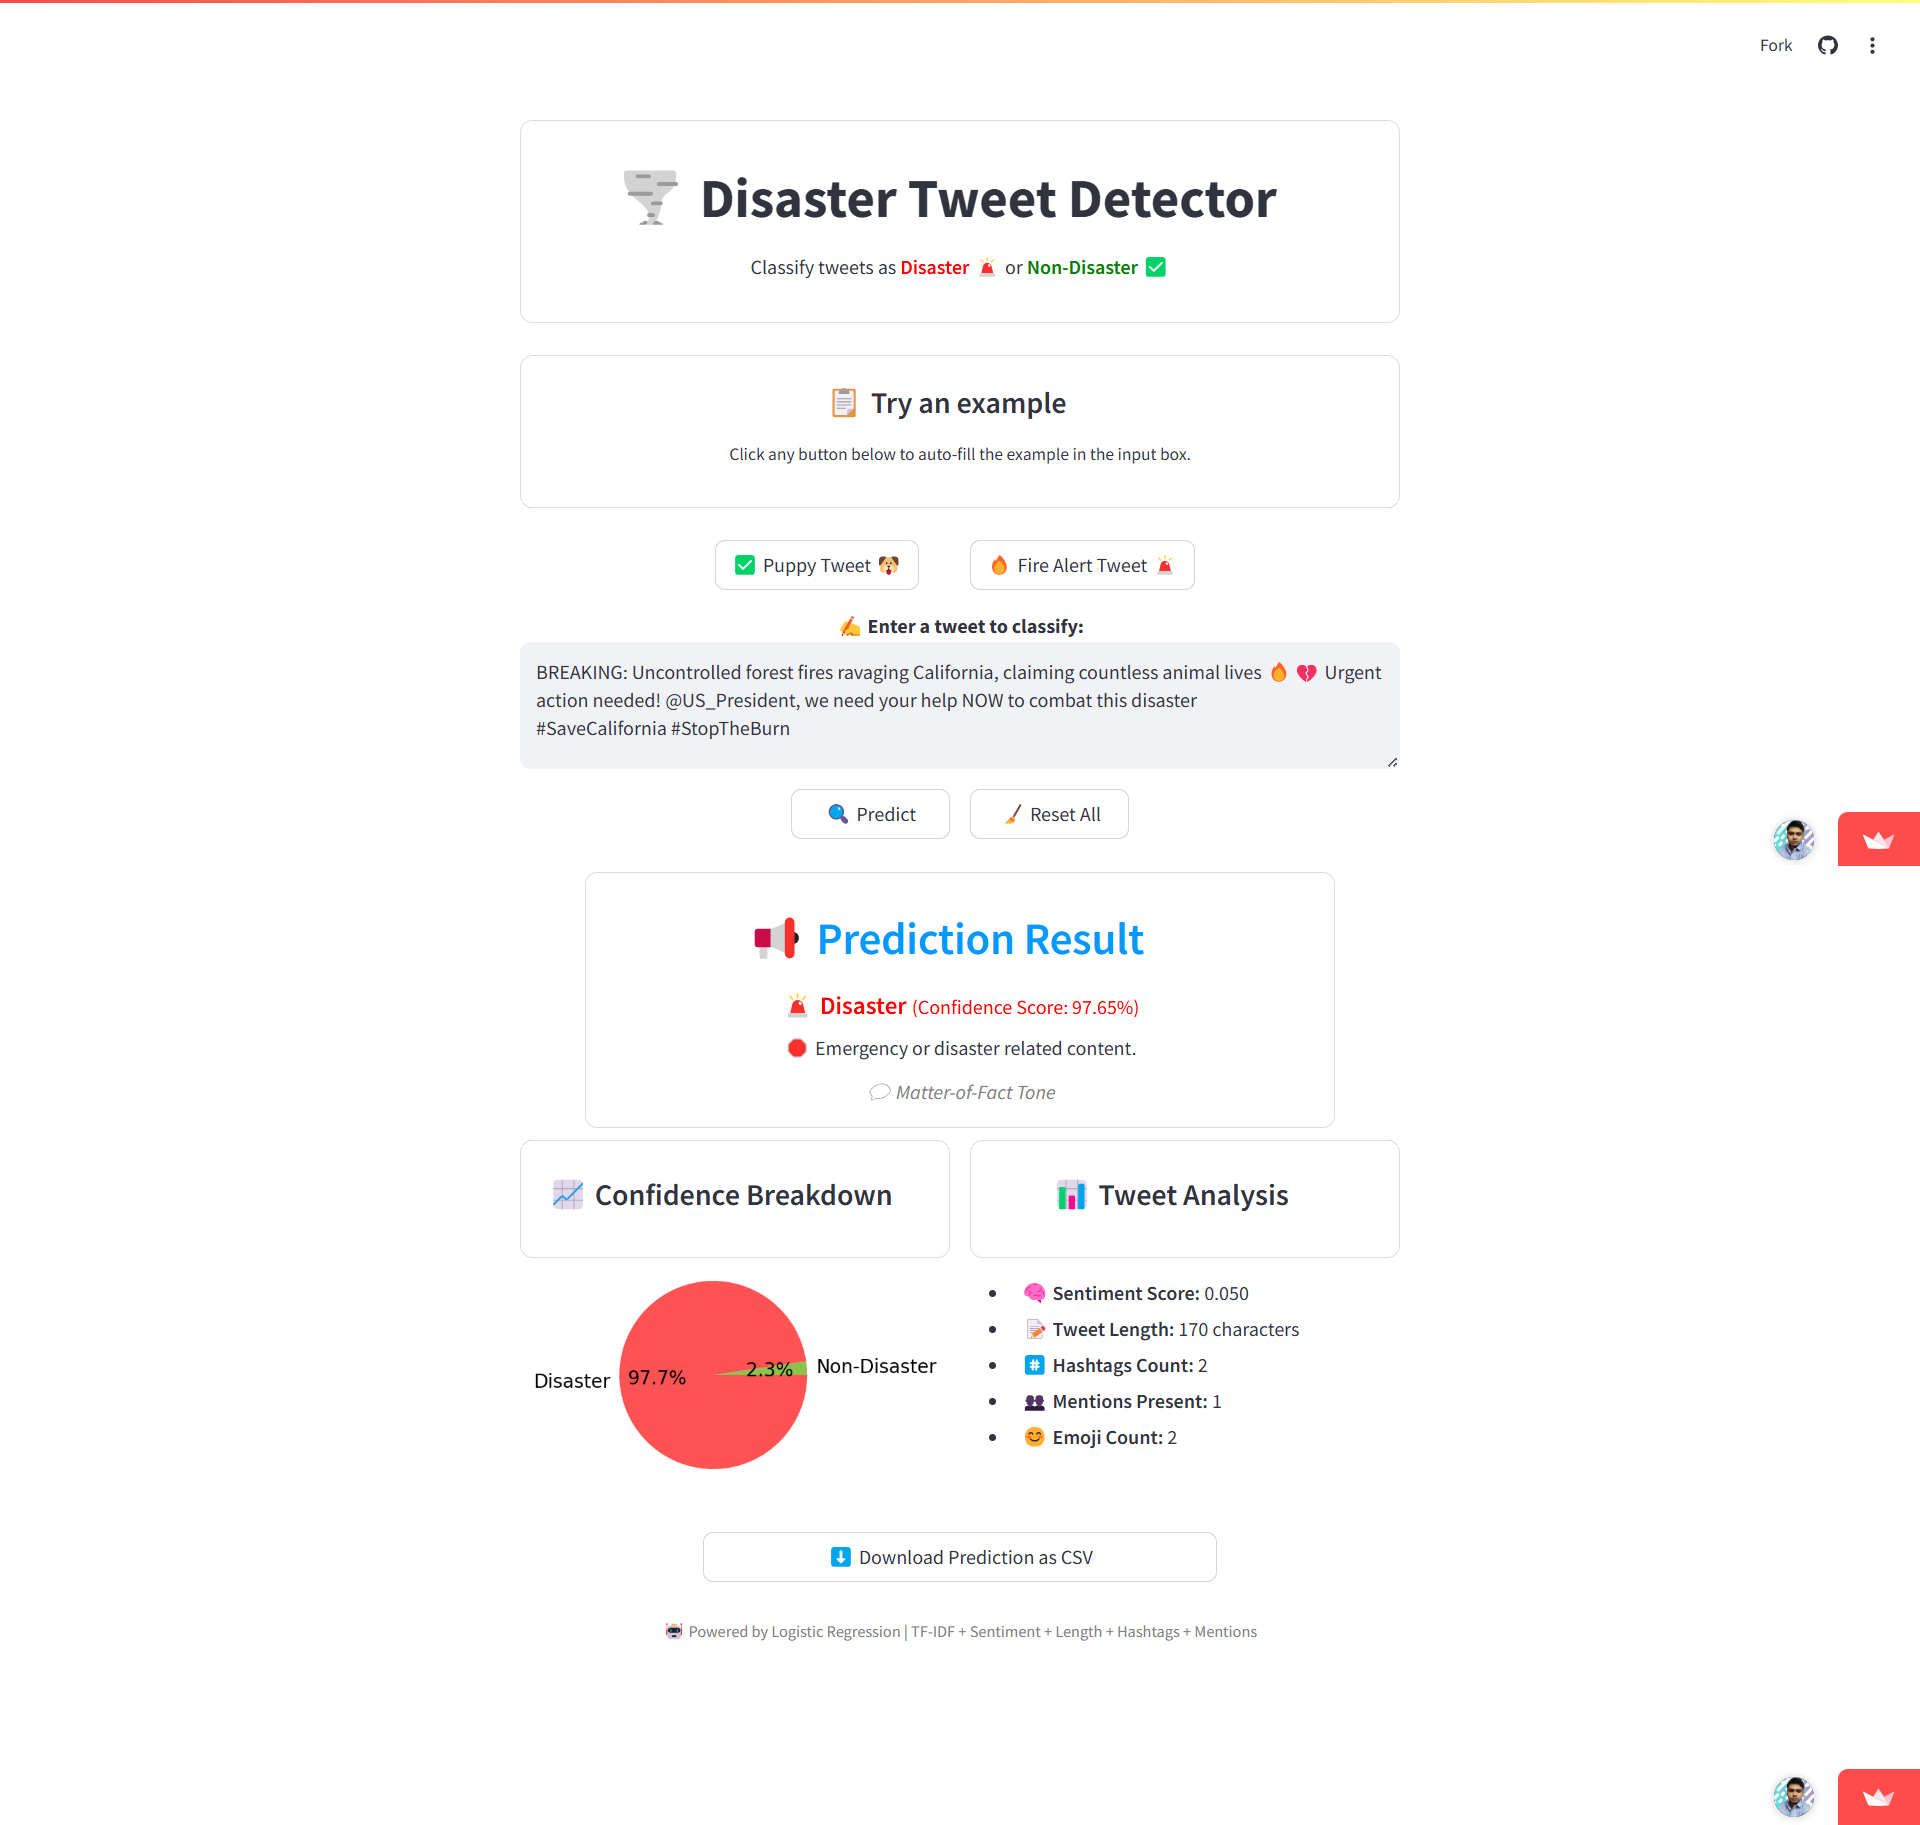 Fork
🌪️ Disaster Tweet Detector
Classify tweets as Disaster 🚨 or Non-Disaster ✅
📋 Try an example
Click any button below to auto-fill the example in the input box.
✅ Puppy Tweet 🐶
🔥 Fire Alert Tweet 🚨
✍️ Enter a tweet to classify:
BREAKING: Uncontrolled forest fires ravaging California, claiming countless animal lives 🔥 💔 Urgent
action needed! @US_President, we need your help NOW to combat this disaster
#SaveCalifornia #StopTheBurn
🔍 Predict
🧹 Reset All
📢 Prediction Result
🚨 Disaster (Confidence Score: 97.65%)
🛑 Emergency or disaster related content.
💬 Matter-of-Fact Tone
📈 Confidence Breakdown
📊 Tweet Analysis
Disaster
97.7%
2.3%
Non-Disaster
• 🧠 Sentiment Score: 0.050
• 📝 Tweet Length: 170 characters
• #️⃣ Hashtags Count: 2
• 👥 Mentions Present: 1
• 😊 Emoji Count: 2
⬇️ Download Prediction as CSV
🤖 Powered by Logistic Regression | TF-IDF + Sentiment + Length + Hashtags + Mentions